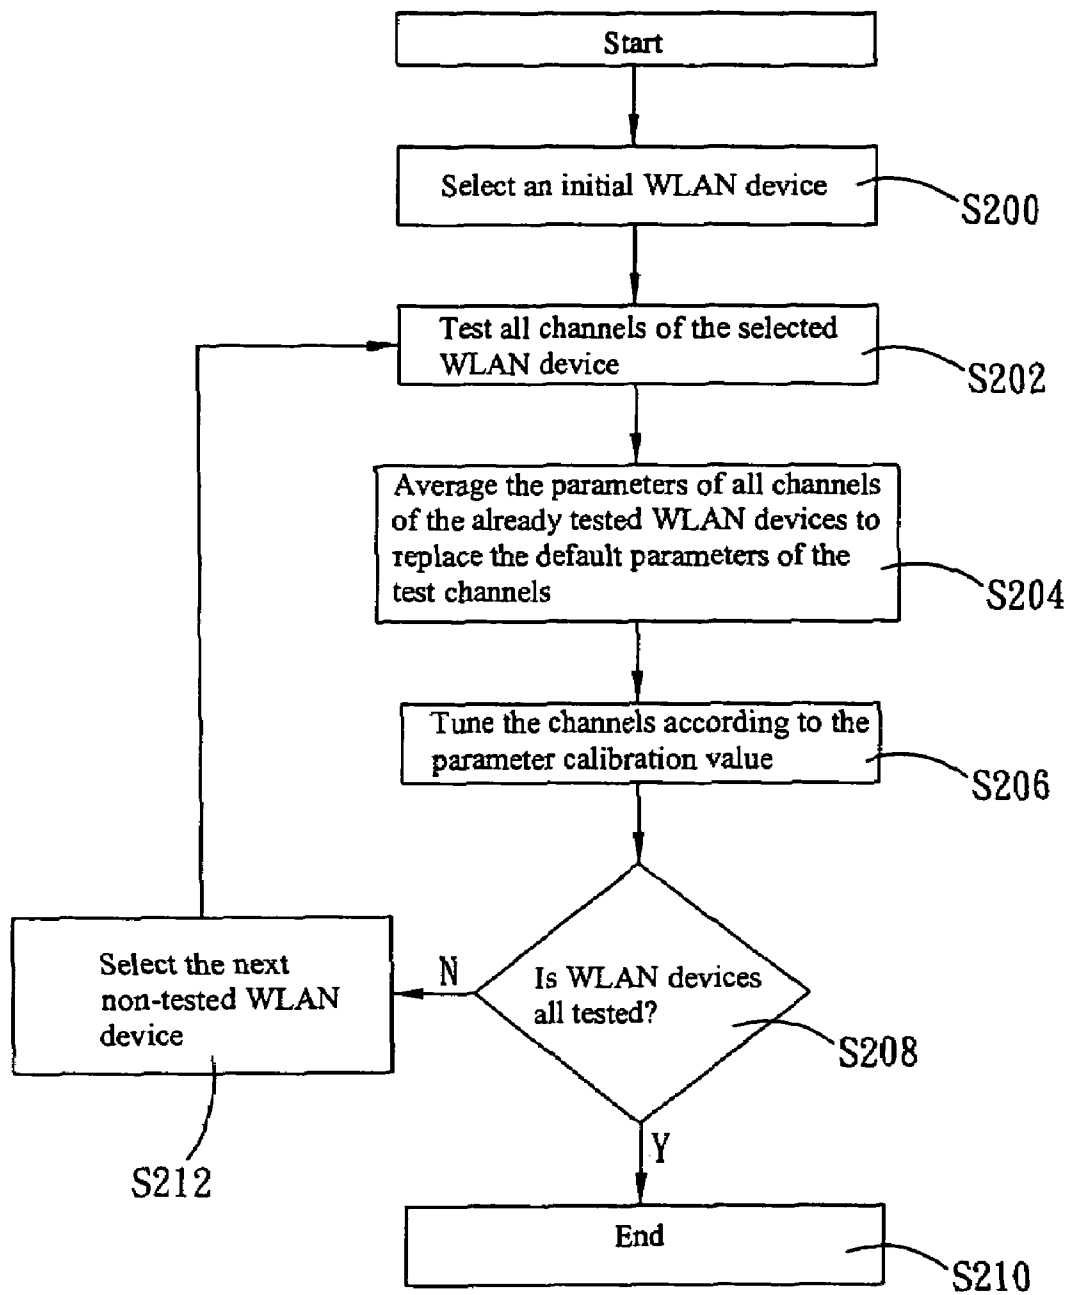 Start
Select an initial WLAN device
S200
Test all channels of the selected
WLAN device
S202
Average the parameters of all channels
of the already tested WLAN devices to
replace the default parameters of the
test channels
S204
Tune the channels according to the
parameter calibration value
S206
Is WLAN devices
all tested?
S208
N
Select the next
non-tested WLAN
device
S212
Y
End
S210